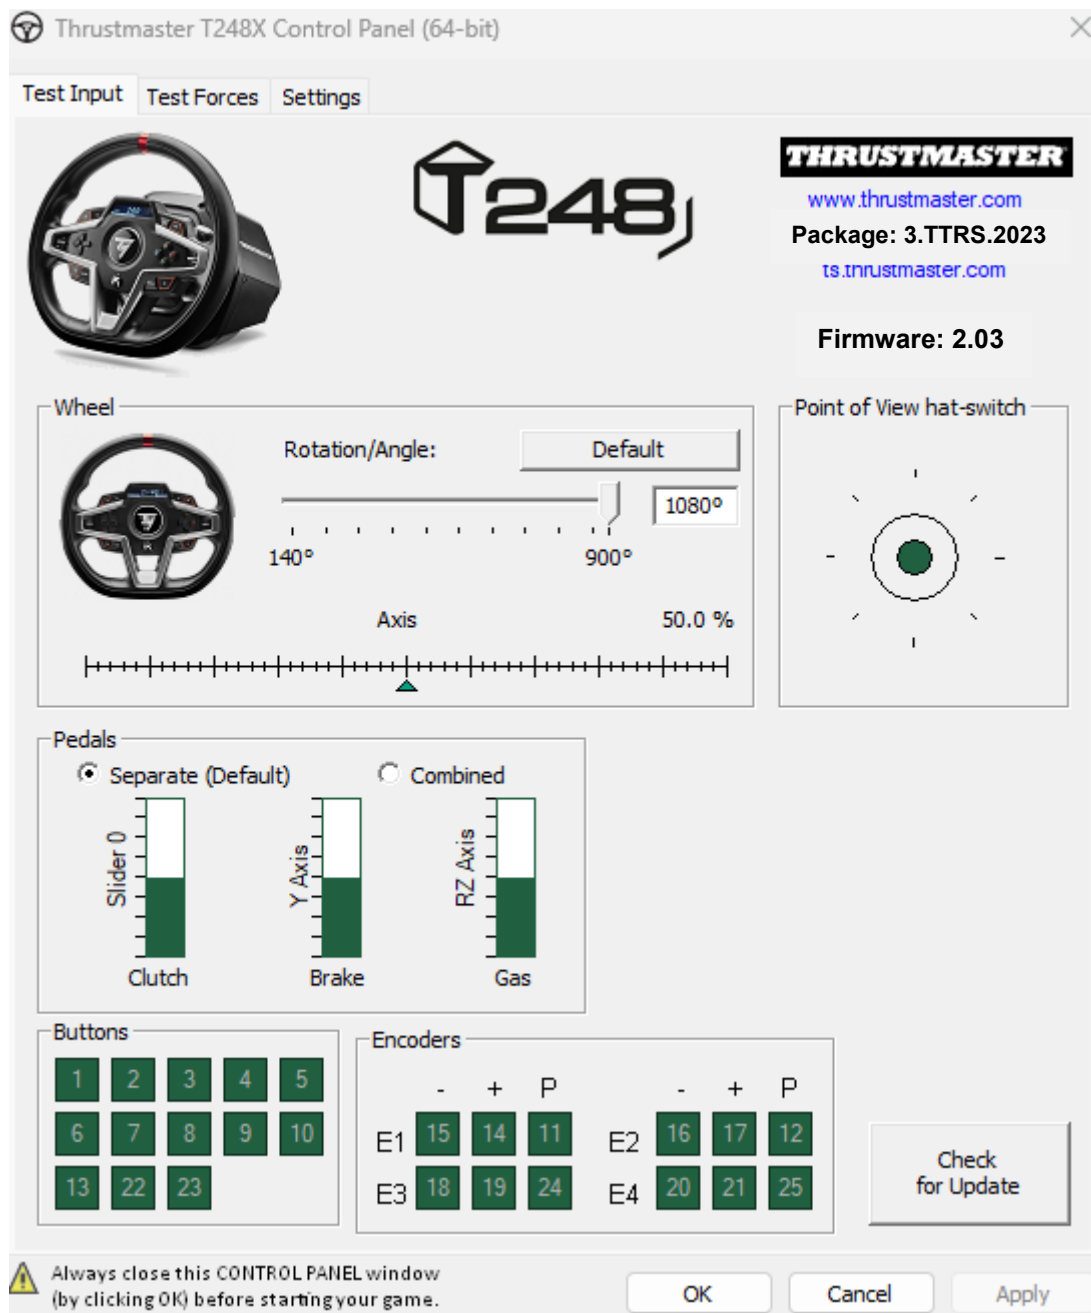 Thrustmaster T248X Control Panel (64-bit)
Test Input Test Forces Settings
T248
THRUSTMASTER
www.thrustmaster.com
Package: 3.TTRS.2023
ts.thrustmaster.com
Firmware: 2.03
Wheel
Rotation/Angle: Default
1080°
140° 900°
Axis 50.0 %
Point of View hat-switch
Pedals
Separate (Default) Combined
Slider 0 Y Axis RZ Axis
Clutch Brake Gas
Buttons
1 2 3 4 5
6 7 8 9 10
13 22 23
Encoders
- + P - + P
E1 15 14 11 E2 16 17 12
E3 18 19 24 E4 20 21 25
Check
for Update
Always close this CONTROL PANEL window
(by clicking OK) before starting your game.
OK Cancel Apply